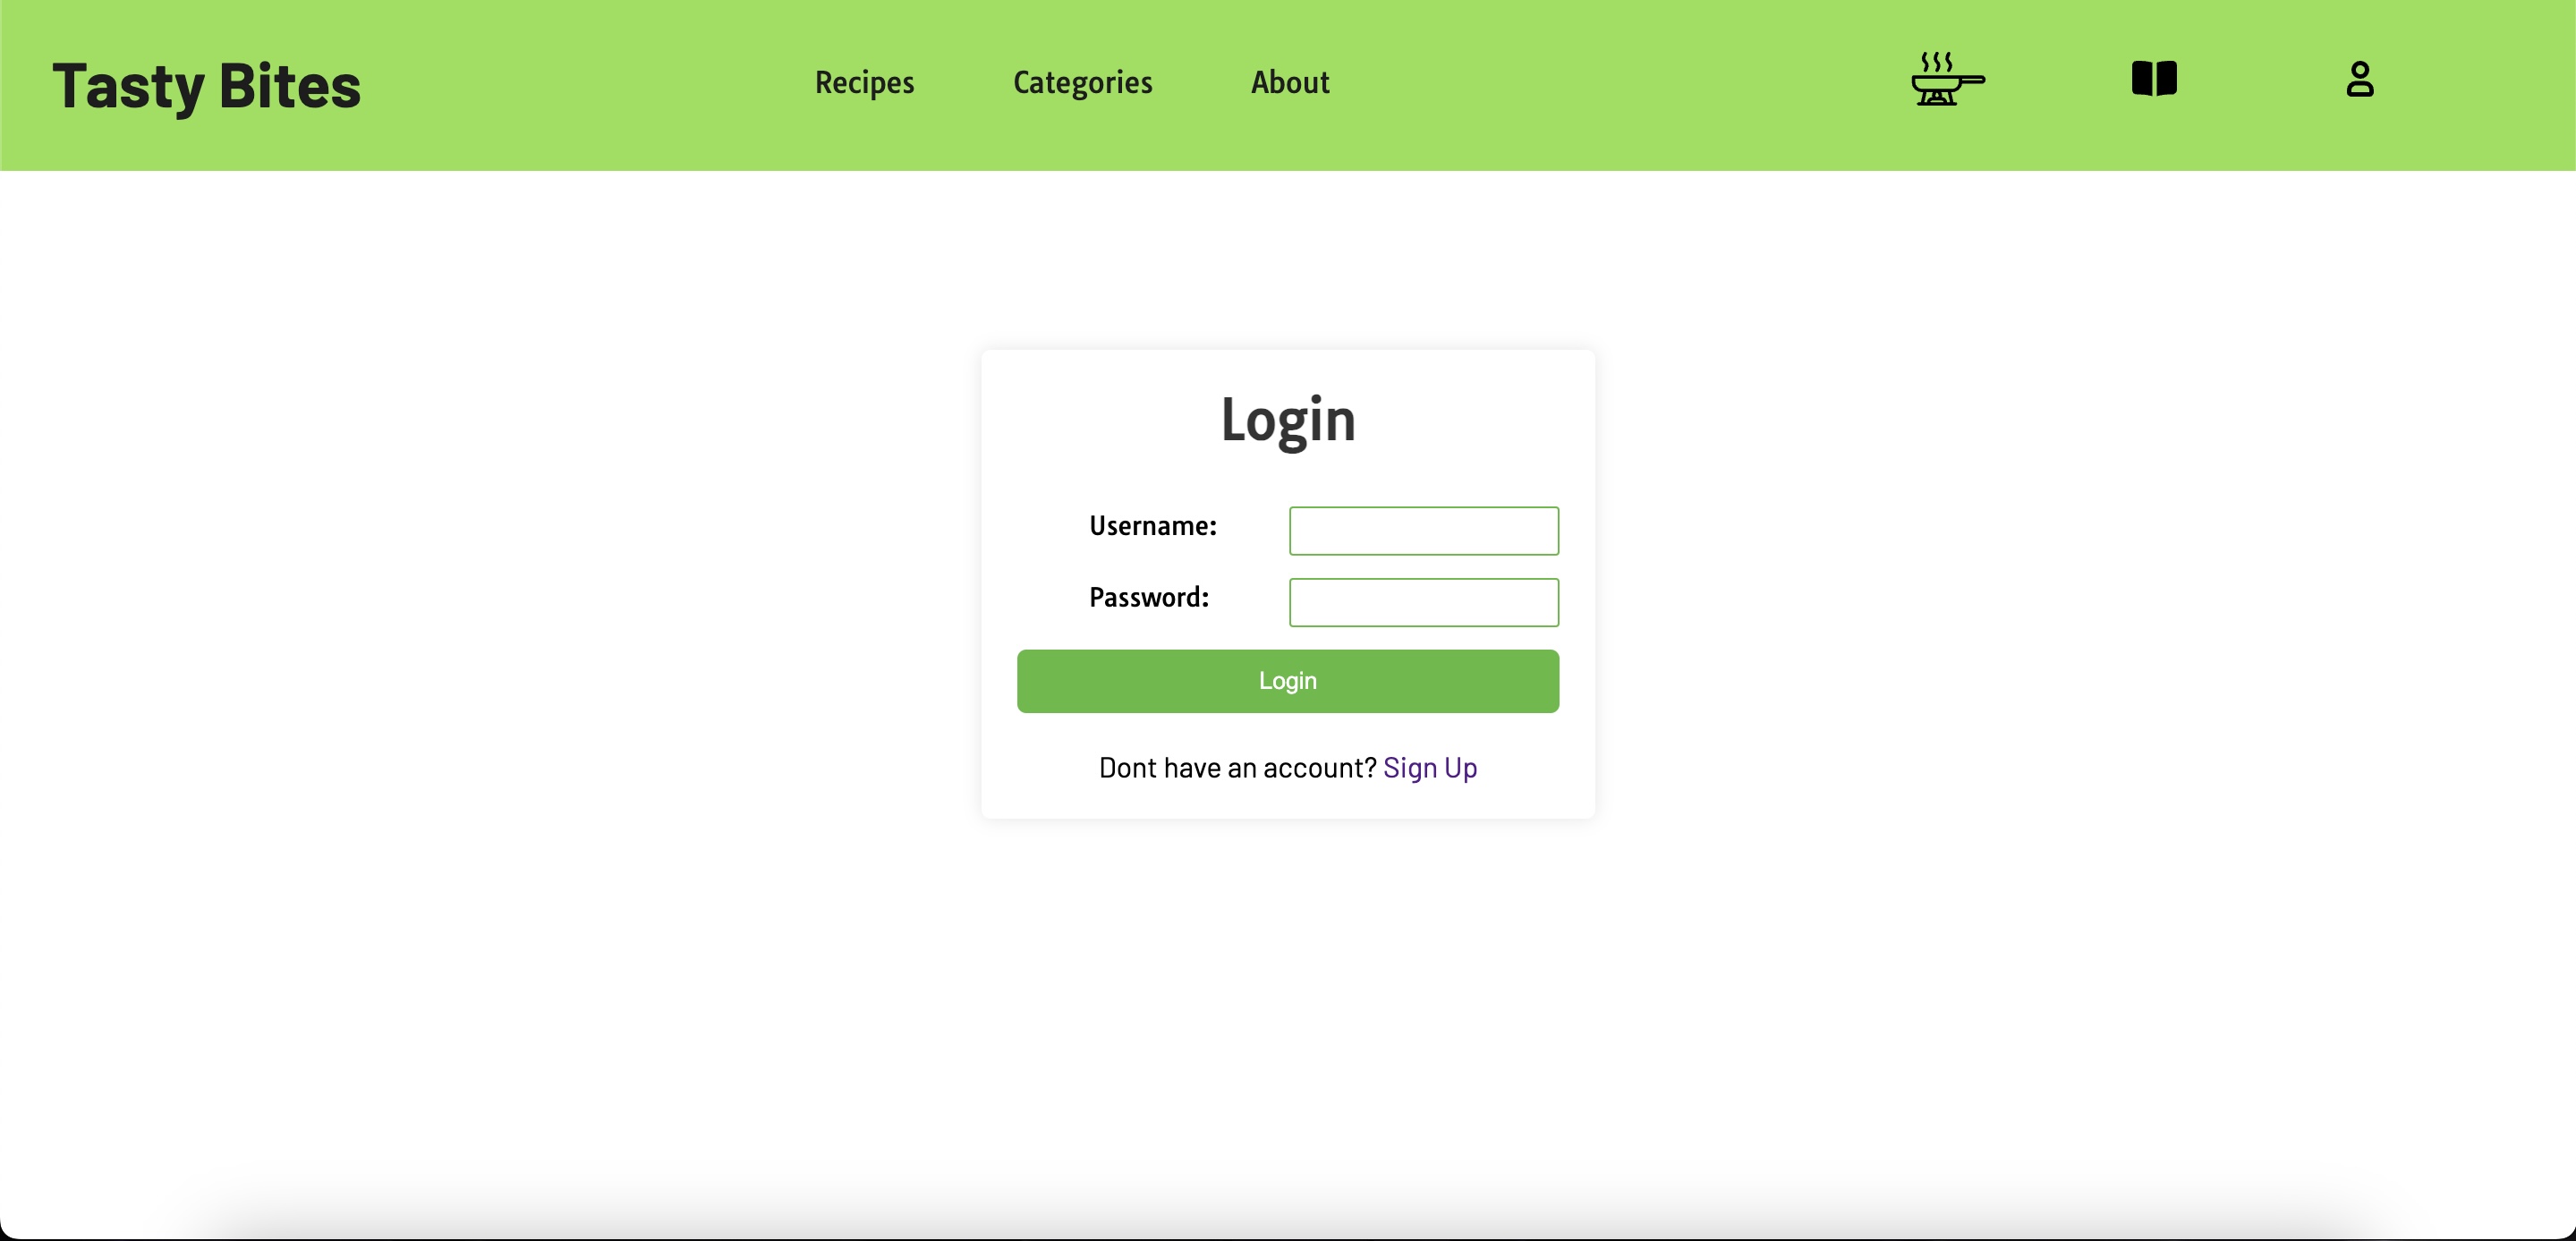 Tasty Bites
Recipes Categories About
Login
Username:
Password:
Login
Dont have an account? Sign Up